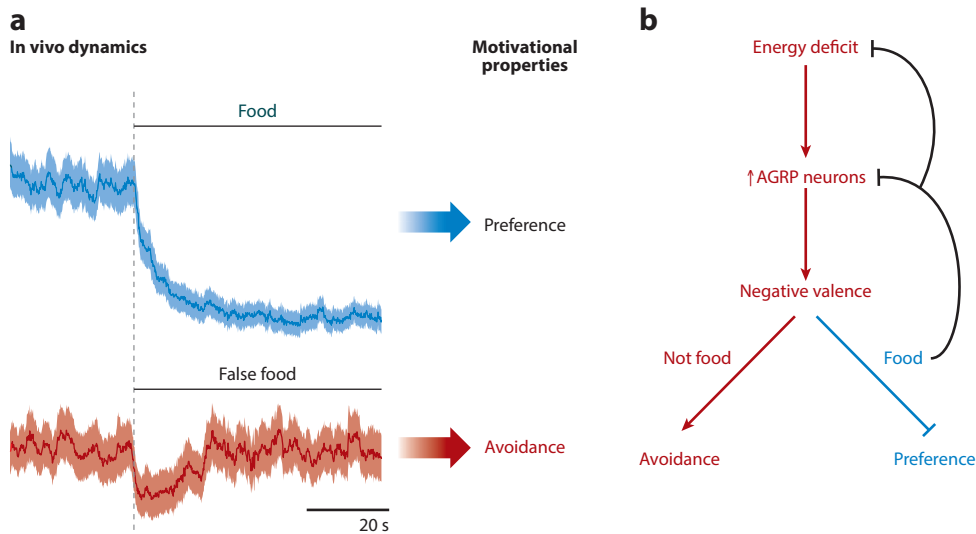 a
In vivo dynamics
Motivational
properties
Food
Preference
False food
Avoidance
20 s
b
Energy deficit
↑AGRP neurons
Negative valence
Not food
Food
Avoidance
Preference